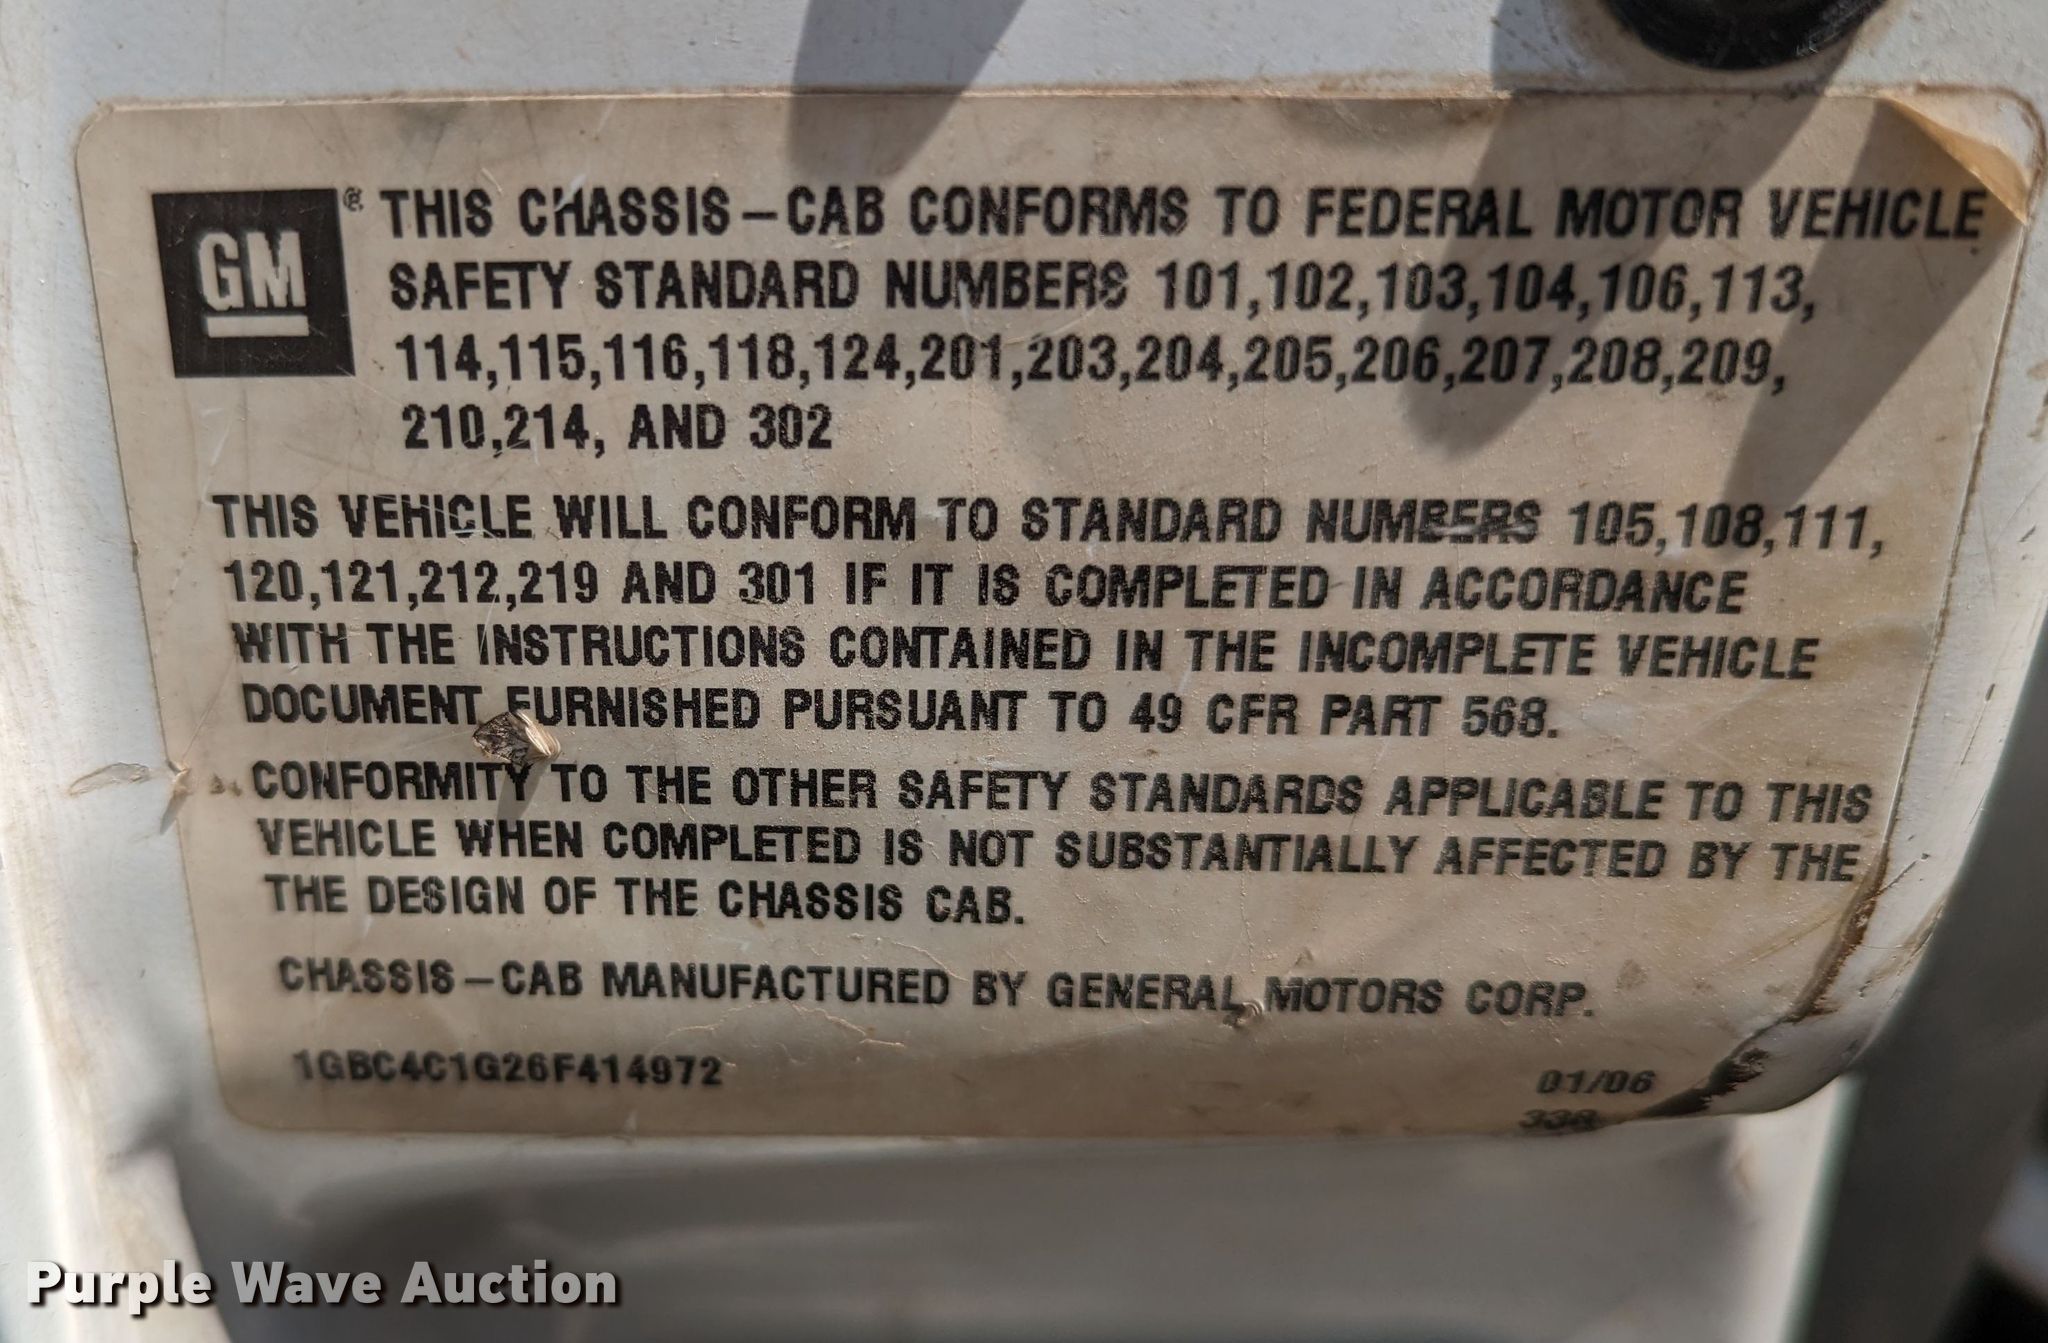 GM® THIS CHASSIS-CAB CONFORMS TO FEDERAL MOTOR VEHICLE
SAFETY STANDARD NUMBERS 101,102,103,104,106,113,
114,115,116,118,124,201,203,204,205,206,207,208,209,
210,214, AND 302
THIS VEHICLE WILL CONFORM TO STANDARD NUMBERS 105,108,111,
120,121,212,219 AND 301 IF IT IS COMPLETED IN ACCORDANCE
WITH THE INSTRUCTIONS CONTAINED IN THE INCOMPLETE VEHICLE
DOCUMENT FURNISHED PURSUANT TO 49 CFR PART 568.
CONFORMITY TO THE OTHER SAFETY STANDARDS APPLICABLE TO THIS
VEHICLE WHEN COMPLETED IS NOT SUBSTANTIALLY AFFECTED BY THE
THE DESIGN OF THE CHASSIS CAB.
CHASSIS-CAB MANUFACTURED BY GENERAL MOTORS CORP.
1GBC4C1G26F414972 01/06
338
Purple Wave Auction